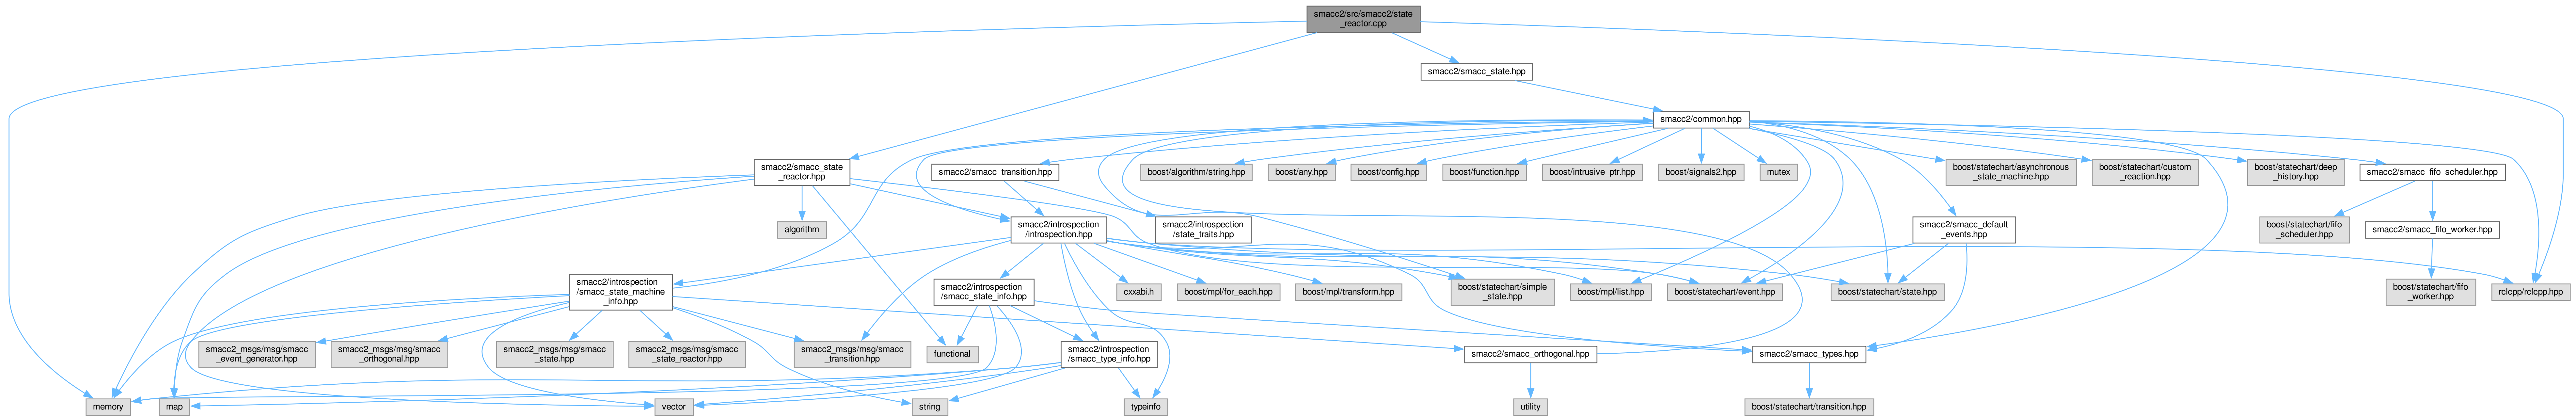 smacc2/src/smacc2/state
_reactor.cpp
smacc2/smacc_state.hpp
smacc2/common.hpp
smacc2/smacc_state
_reactor.hpp
smacc2/smacc_transition.hpp
boost/algorithm/string.hpp
boost/any.hpp
boost/config.hpp
boost/function.hpp
boost/intrusive_ptr.hpp
boost/signals2.hpp
mutex
boost/statechart/asynchronous
_state_machine.hpp
boost/statechart/custom
_reaction.hpp
boost/statechart/deep
_history.hpp
smacc2/smacc_fifo_scheduler.hpp
algorithm
smacc2/introspection
/introspection.hpp
smacc2/introspection
/state_traits.hpp
smacc2/smacc_default
_events.hpp
boost/statechart/fifo
_scheduler.hpp
smacc2/smacc_fifo_worker.hpp
smacc2/introspection
/smacc_state_machine
_info.hpp
smacc2/introspection
/smacc_state_info.hpp
cxxabi.h
boost/mpl/for_each.hpp
boost/mpl/transform.hpp
boost/statechart/simple
_state.hpp
boost/mpl/list.hpp
boost/statechart/event.hpp
boost/statechart/state.hpp
boost/statechart/fifo
_worker.hpp
rclcpp/rclcpp.hpp
smacc2_msgs/msg/smacc
_event_generator.hpp
smacc2_msgs/msg/smacc
_orthogonal.hpp
smacc2_msgs/msg/smacc
_state.hpp
smacc2_msgs/msg/smacc
_state_reactor.hpp
smacc2_msgs/msg/smacc
_transition.hpp
functional
smacc2/introspection
/smacc_type_info.hpp
smacc2/smacc_orthogonal.hpp
smacc2/smacc_types.hpp
memory
map
vector
string
typeinfo
utility
boost/statechart/transition.hpp